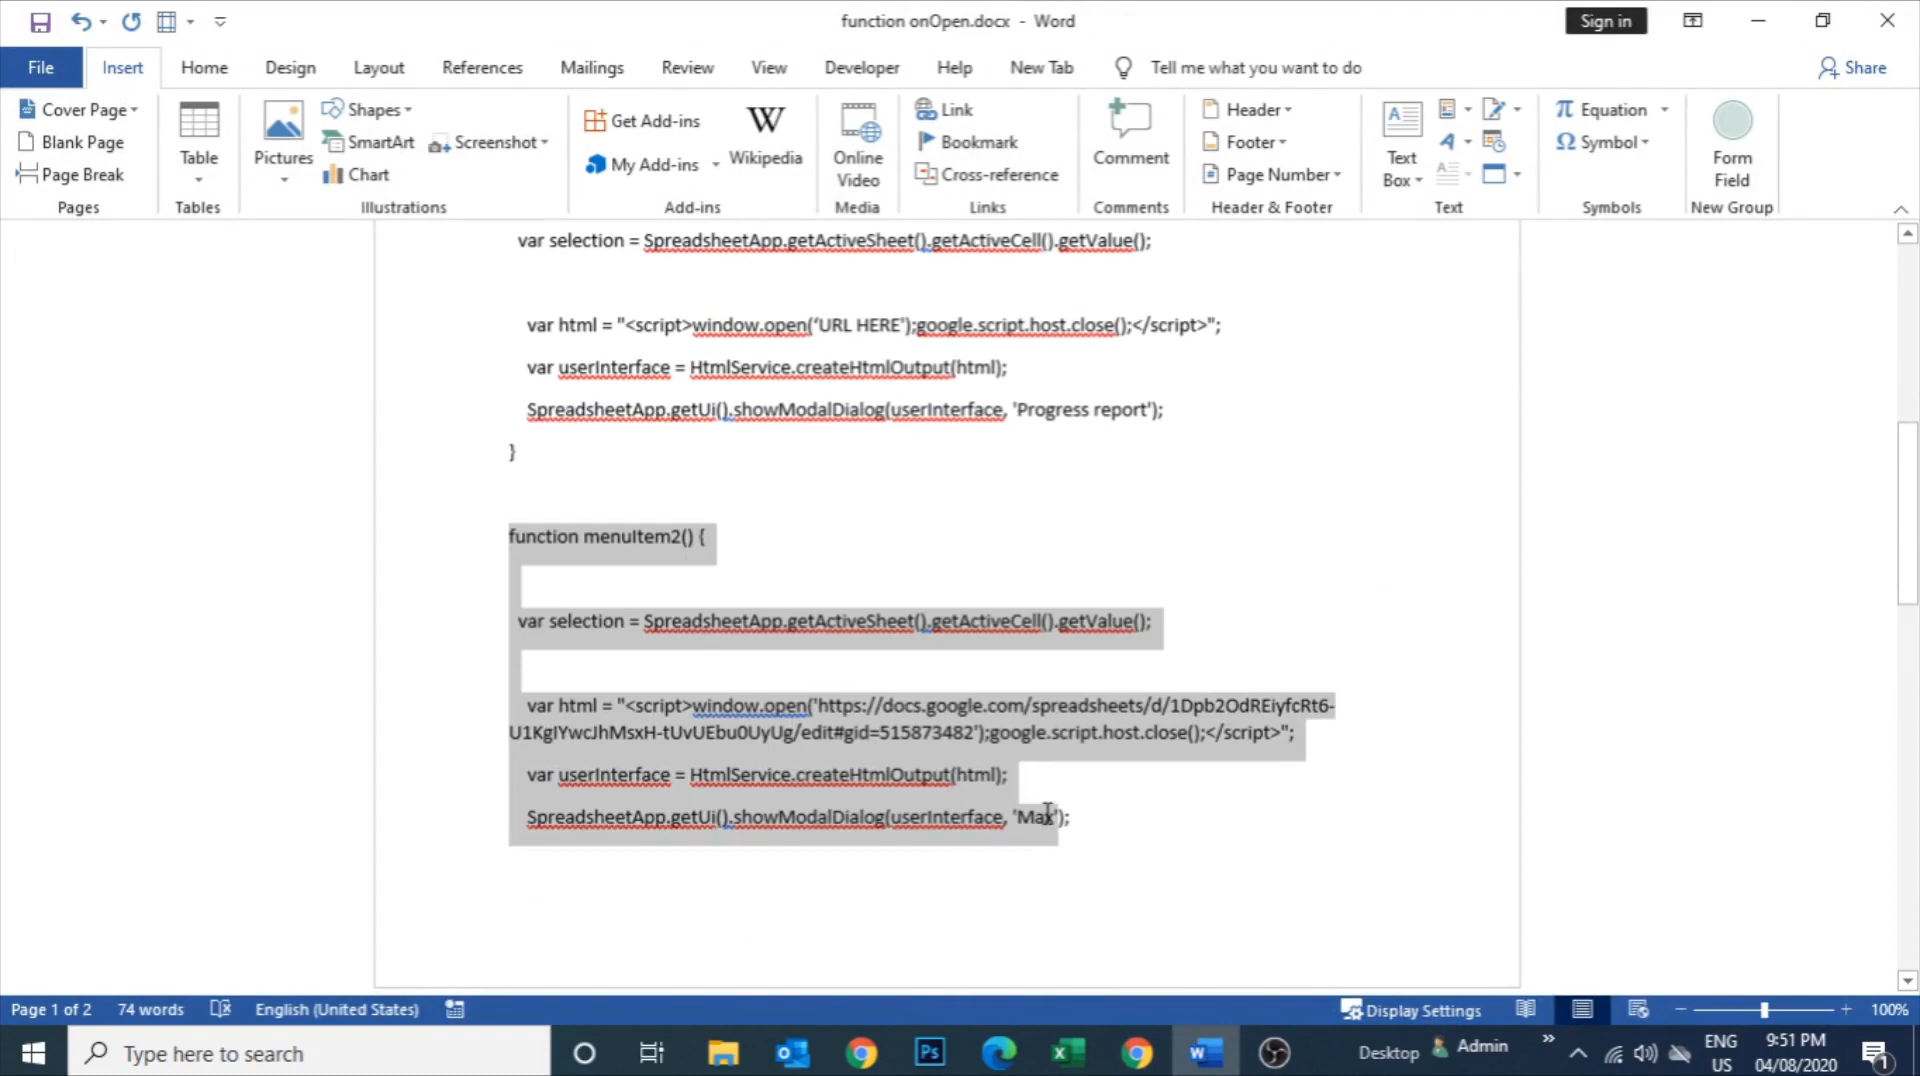 function onOpen.docx - Word
Sign in
File
Insert
Home
Design
Layout
References
Mailings
Review
View
Developer
Help
New Tab
Tell me what you want to do
Share
Cover Page
Blank Page
Page Break
Pages
Table
Tables
Pictures
Shapes
SmartArt
Chart
Screenshot
Illustrations
Get Add-ins
My Add-ins
W
Wikipedia
Add-ins
Online
Video
Media
Link
Bookmark
Cross-reference
Links
Comment
Comments
Header
Footer
Page Number
Header & Footer
Text
Box
Text
π Equation
Ω Symbol
Symbols
Form
Field
New Group
var selection = SpreadsheetApp.getActiveSheet().getActiveCell().getValue();
var html = "<script>window.open(‘URL HERE');google.script.host.close();</script>";
var userInterface = HtmlService.createHtmlOutput(html);
SpreadsheetApp.getUi().showModalDialog(userInterface, 'Progress report');
}
function menuItem2() {
var selection = SpreadsheetApp.getActiveSheet().getActiveCell().getValue();
var html = "<script>window.open('https://docs.google.com/spreadsheets/d/1Dpb2OdREiyfcRt6-
U1KgIYwcJhMsxH-tUvUEbu0UyUg/edit#gid=515873482');google.script.host.close();</script>";
var userInterface = HtmlService.createHtmlOutput(html);
SpreadsheetApp.getUi().showModalDialog(userInterface, 'Max');
Page 1 of 2
74 words
English (United States)
Display Settings
100%
Type here to search
Ps
Desktop
Admin
ENG
US
9:51 PM
04/08/2020
1